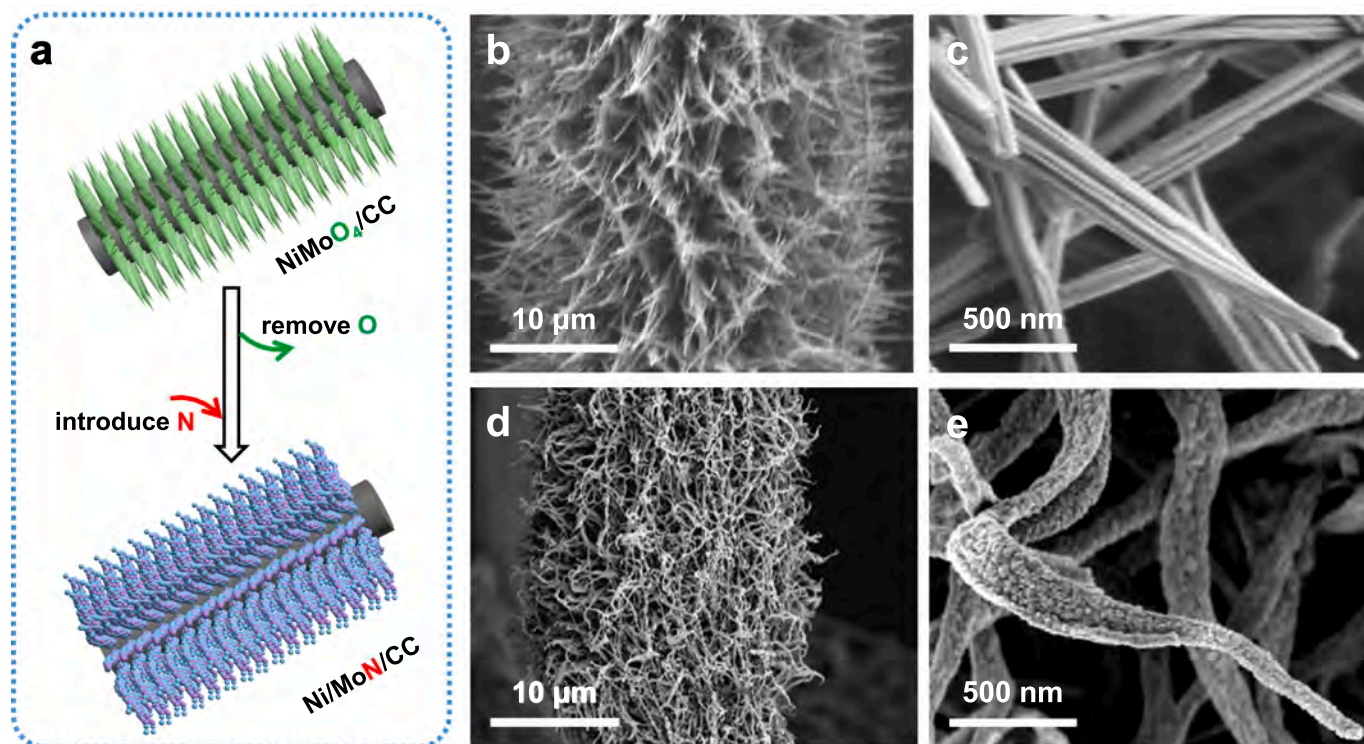 a
NiMoO₄/CC
remove O
introduce N
Ni/MoN/CC
b
10 µm
c
500 nm
d
10 µm
e
500 nm